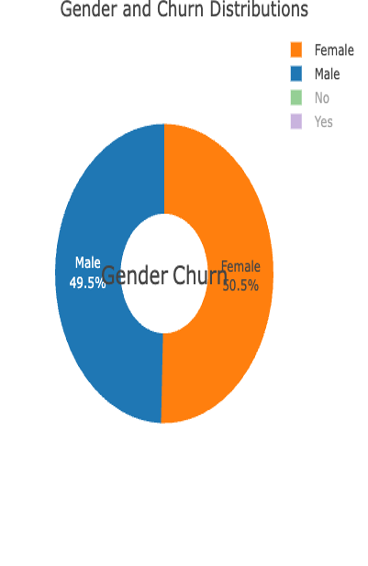 Gender and Churn Distributions
Female
Male
No
Yes
Male
49.5%
Gender Churn
Female
50.5%